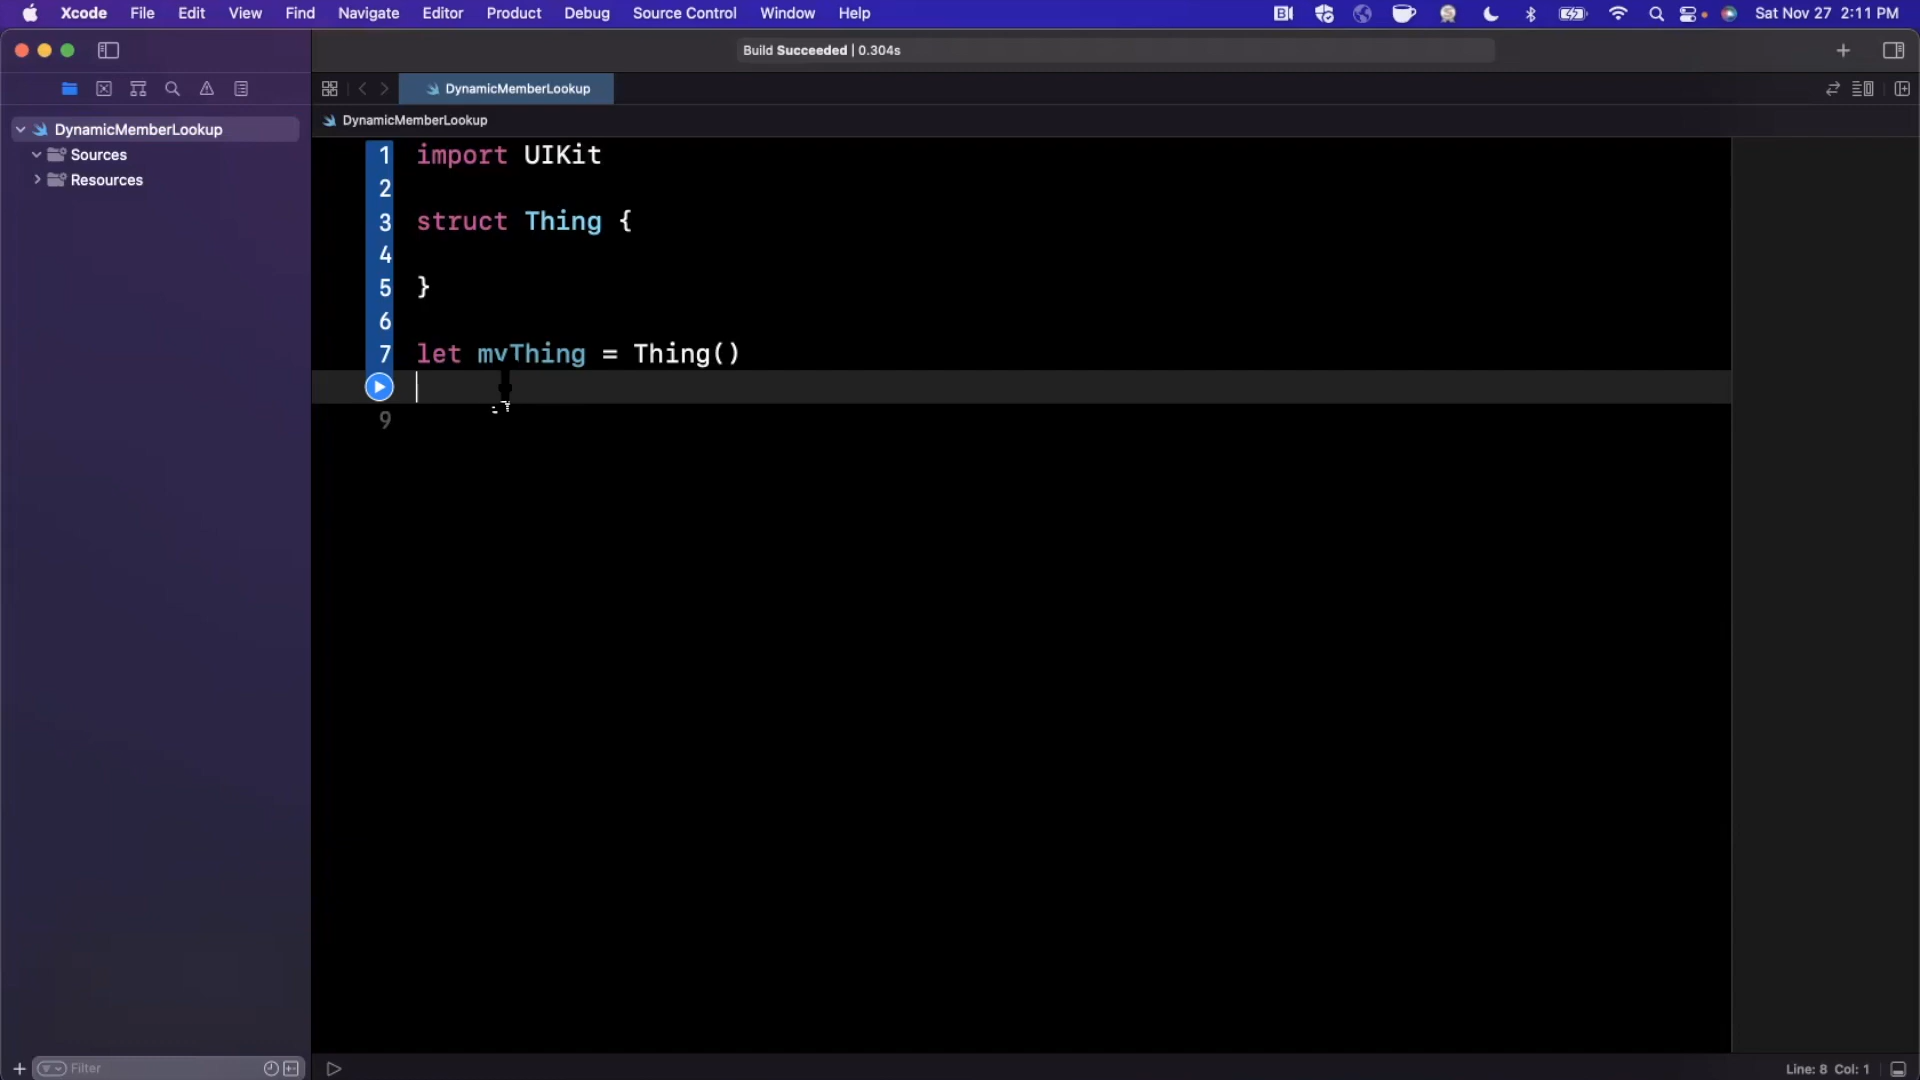 Xcode File Edit View Find Navigate Editor Product Debug Source Control Window Help Sat Nov 27 2:11 PM
Build Succeeded | 0.304s
DynamicMemberLookup
DynamicMemberLookup
DynamicMemberLookup
Sources
Resources
1 import UIKit
2
3 struct Thing {
4
5 }
6
7 let myThing = Thing()
9
Filter
Line: 8 Col: 1